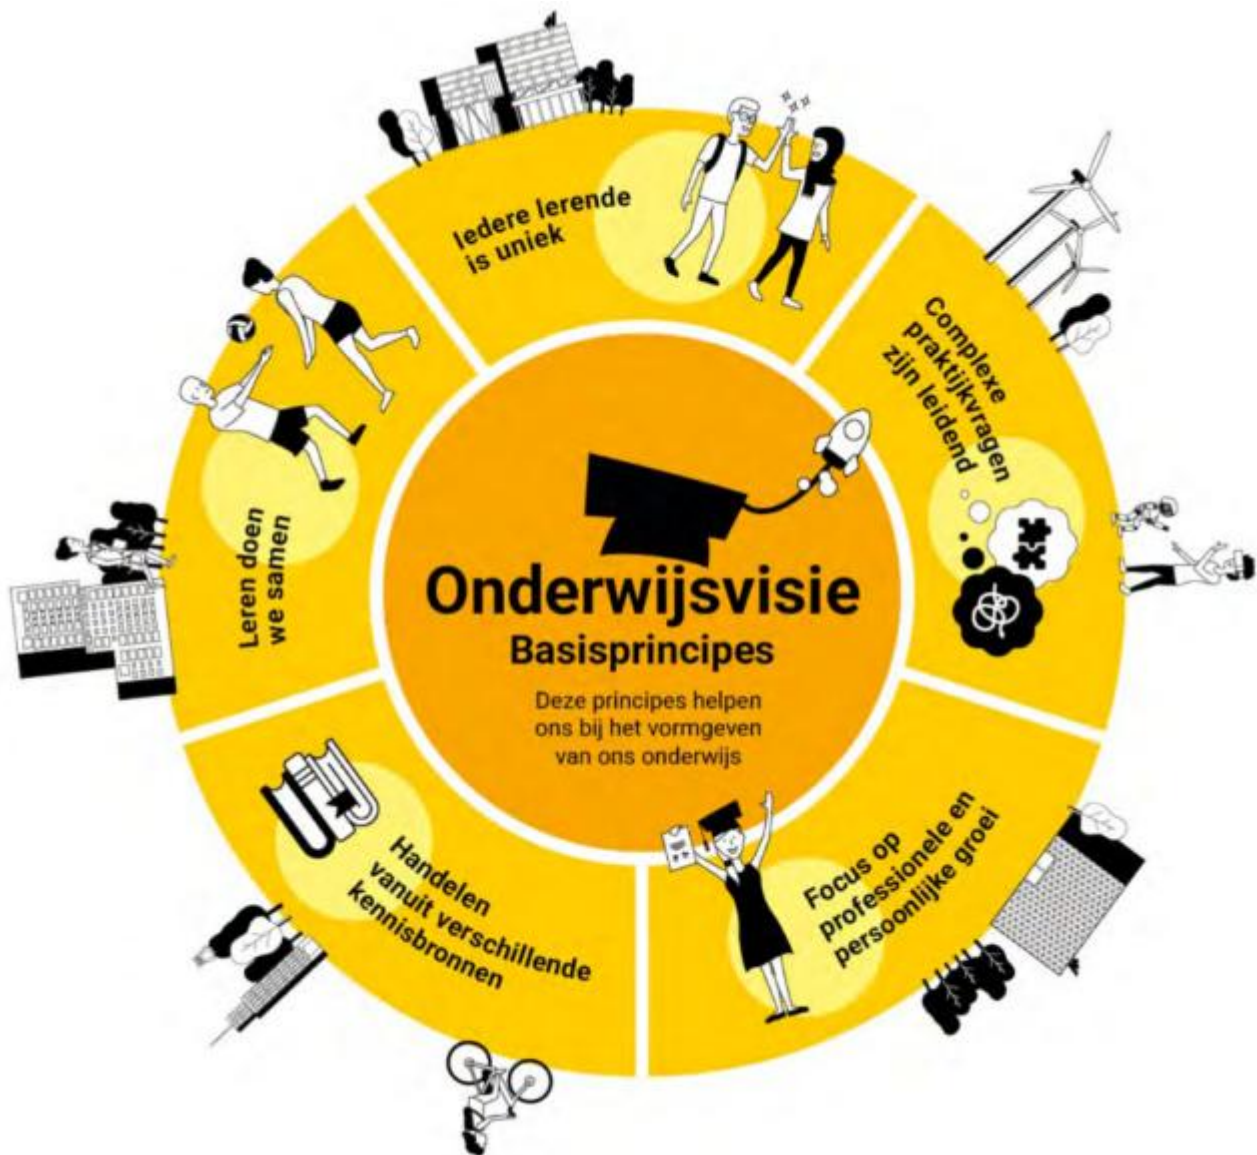 Onderwijsvisie
Basisprincipes
Deze principes helpen
ons bij het vormgeven
van ons onderwijs
Iedere lerende
is uniek
Complexe
praktijkvragen
zijn leidend
Focus op
professionele en
persoonlijke groei
Handelen
vanuit verschillende
kennisbronnen
Leren doen
we samen